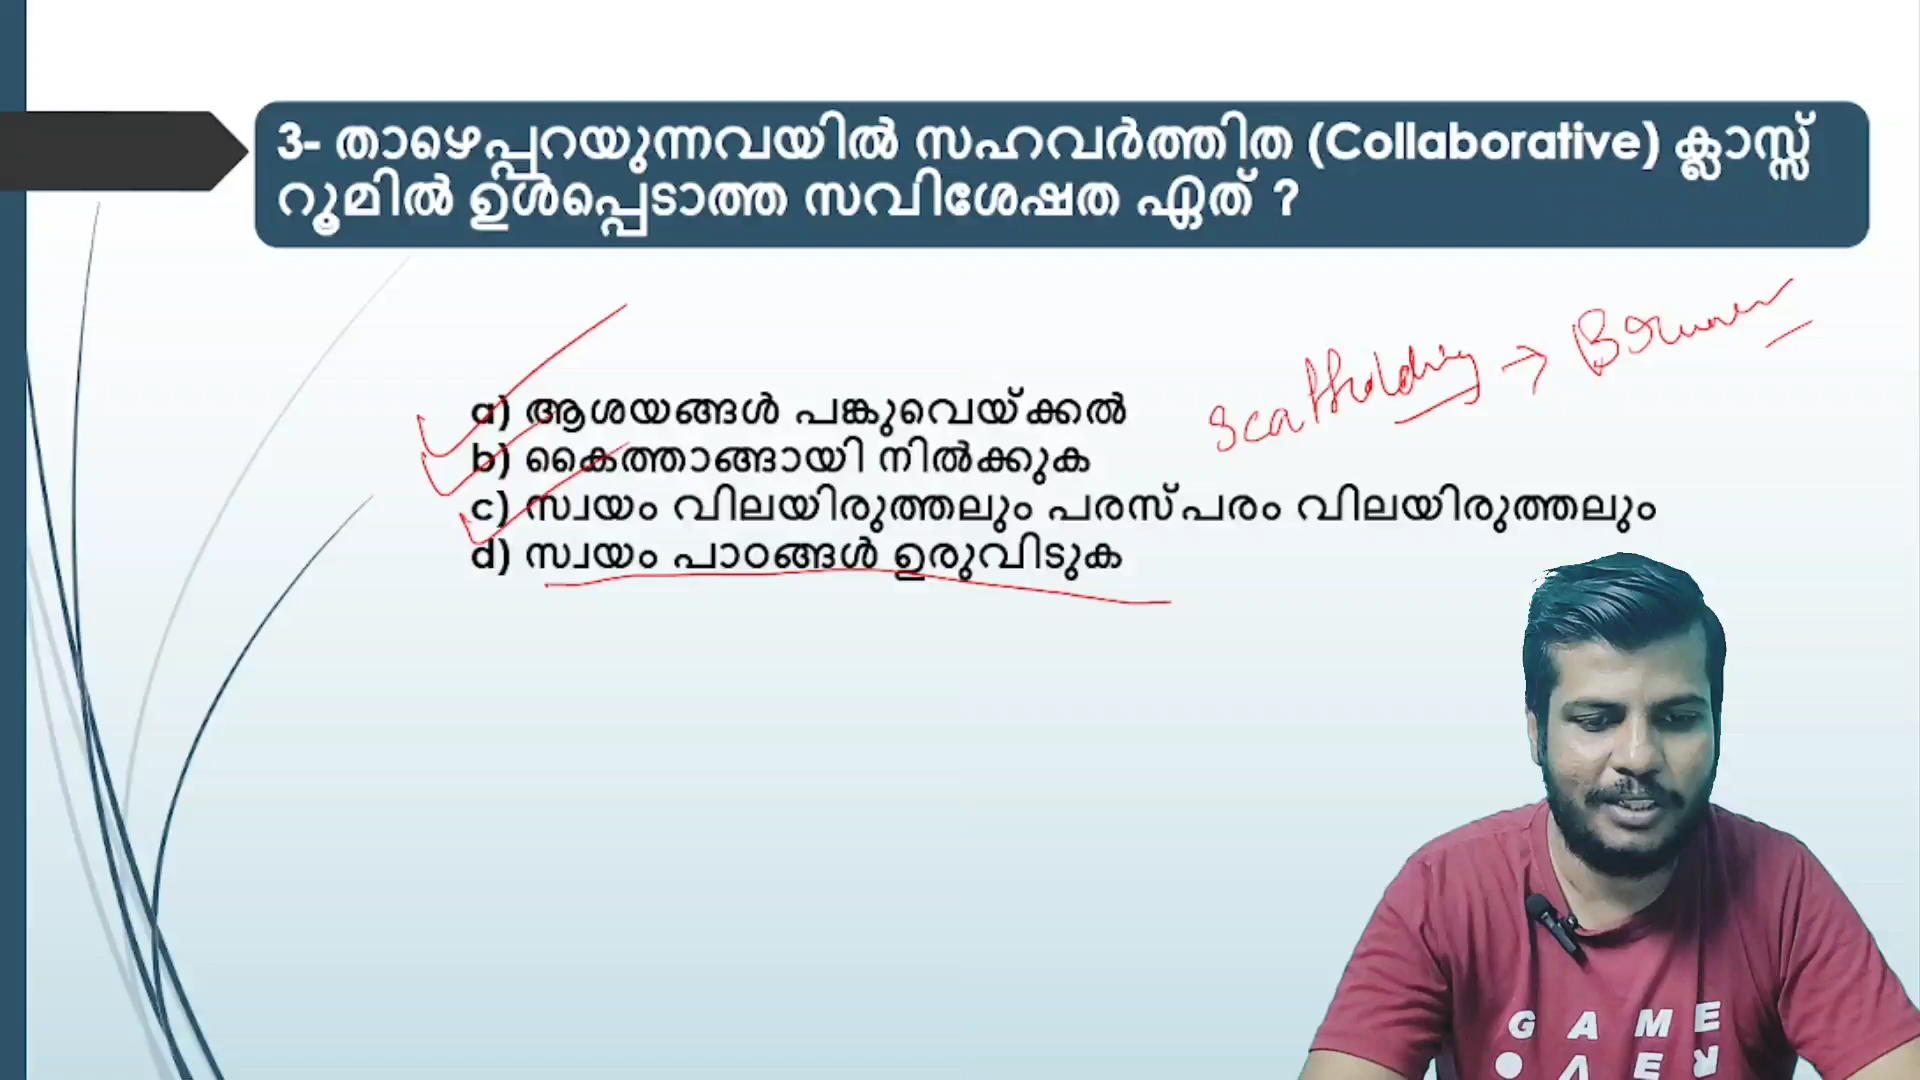 3- താഴെപ്പറയുന്നവയിൽ സഹവർത്തിത (Collaborative) ക്ലാസ്സ്
റൂമിൽ ഉൾപ്പെടാത്ത സവിശേഷത ഏത് ?
Scaffolding → Bruner
a) ആശയങ്ങൾ പങ്കുവെയ്ക്കൽ
b) കൈത്താങ്ങായി നിൽക്കുക
c) സ്വയം വിലയിരുത്തലും പരസ്പരം വിലയിരുത്തലും
d) സ്വയം പാഠങ്ങൾ ഉരുവിടുക
GAME